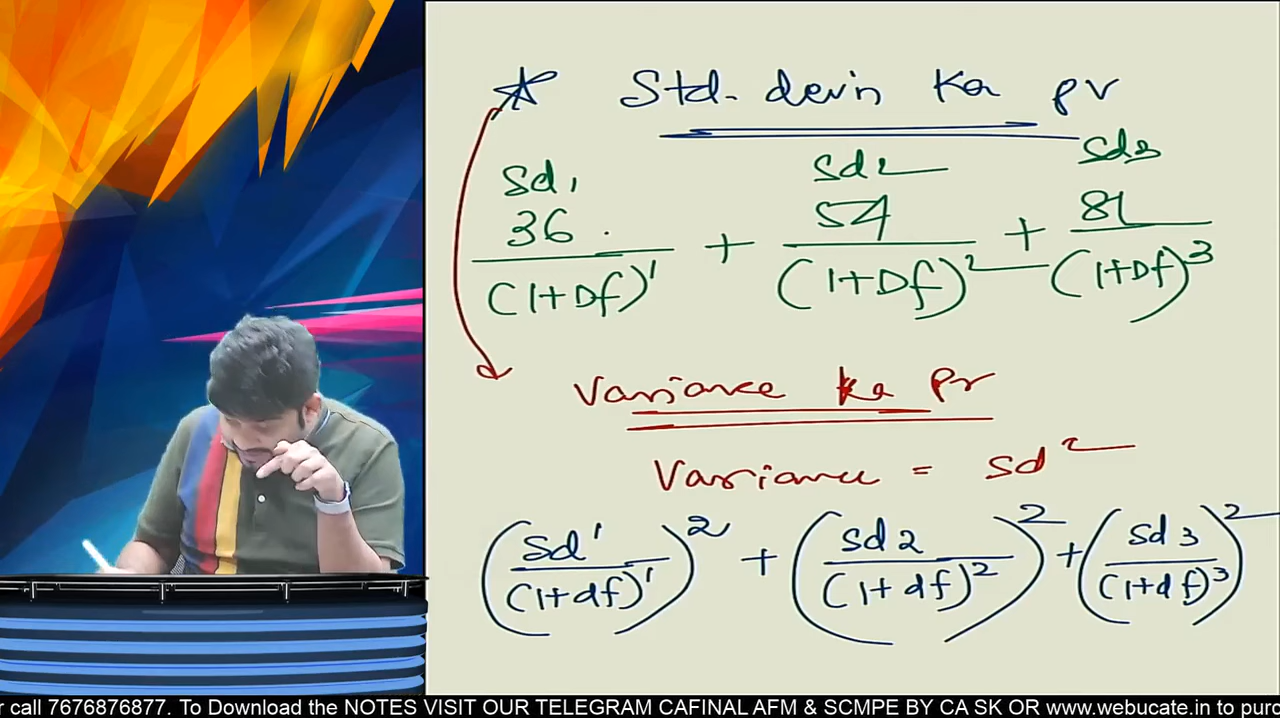 Std. devin Ka pv
sd1 sd2 sd3
36 + 54 + 81
(1+Df)^1 (1+Df)^2 (1+Df)^3
Variance Ka Pv
Variance = sd^2
(sd1/(1+df)^1)^2 + (sd2/(1+df)^2)^2 + (sd3/(1+df)^3)^2
r call 7676876877. To Download the NOTES VISIT OUR TELEGRAM CAFINAL AFM & SCMPE BY CA SK OR www.webucate.in to purc